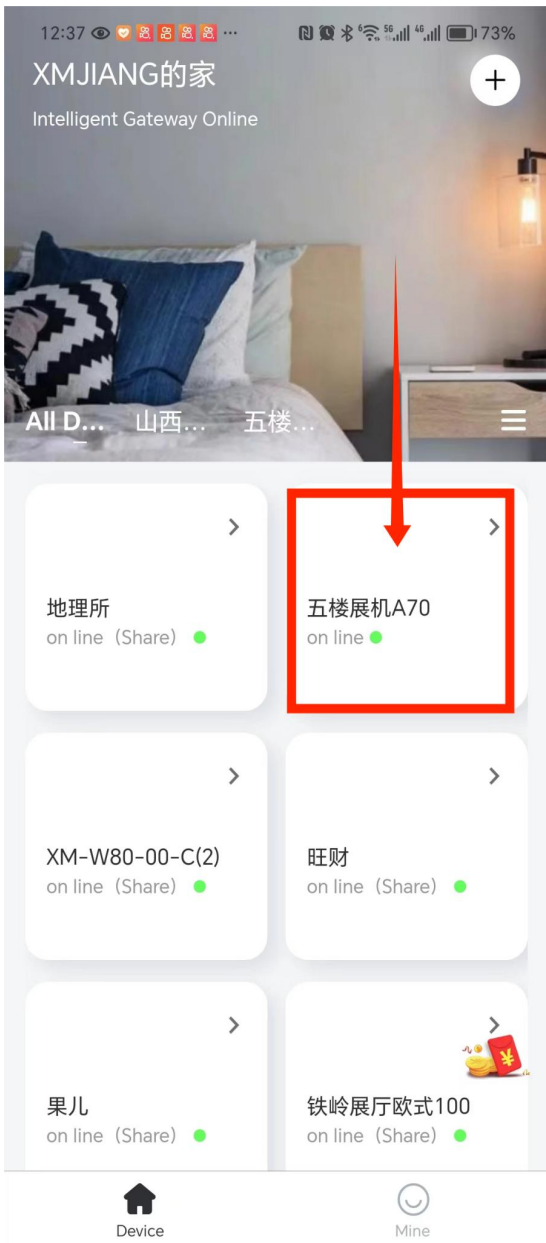 12:37
73%
XMJIANG的家
Intelligent Gateway Online
All D... 山西... 五楼...
地理所
on line (Share)
五楼展机A70
on line
XM-W80-00-C(2)
on line (Share)
旺财
on line (Share)
果儿
on line (Share)
铁岭展厅欧式100
on line (Share)
Device
Mine